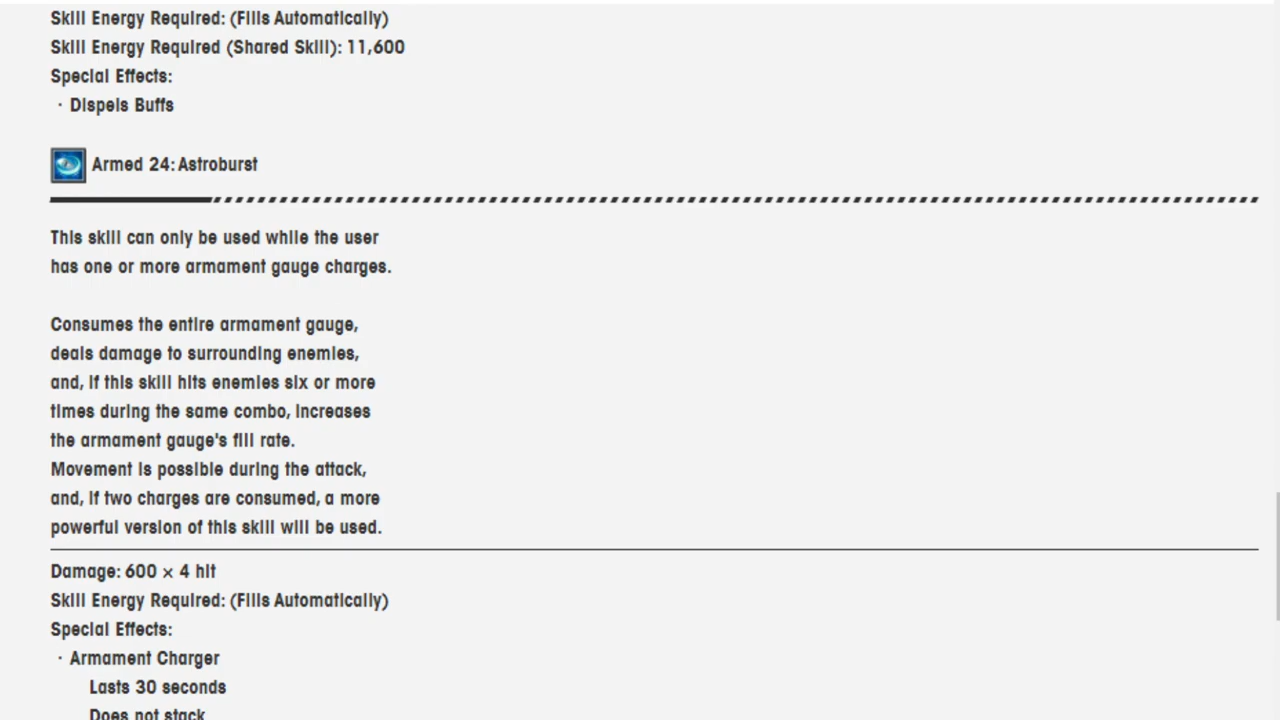 Skill Energy Required: (Fills Automatically)
Skill Energy Required (Shared Skill): 11,600
Special Effects:
· Dispels Buffs
Armed 24: Astroburst
This skill can only be used while the user
has one or more armament gauge charges.
Consumes the entire armament gauge,
deals damage to surrounding enemies,
and, if this skill hits enemies six or more
times during the same combo, increases
the armament gauge's fill rate.
Movement is possible during the attack,
and, if two charges are consumed, a more
powerful version of this skill will be used.
Damage: 600 × 4 hit
Skill Energy Required: (Fills Automatically)
Special Effects:
· Armament Charger
Lasts 30 seconds
Does not stack